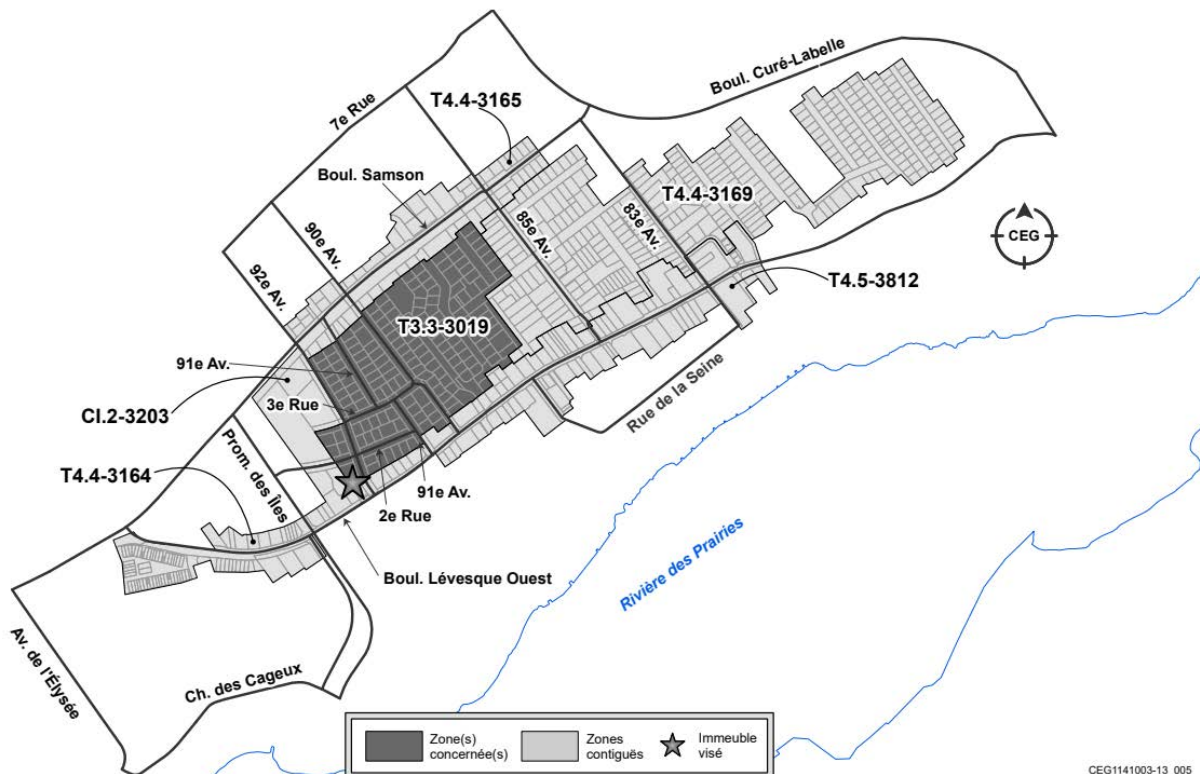 Boul. Curé-Labelle
7e Rue
T4.4-3165
Boul. Samson
T4.4-3169
90e Av.
85e Av.
83e Av.
CEG
92e Av.
T4.5-3812
T3.3-3019
91e Av.
3e Rue
Rue de la Seine
CI.2-3203
Prom. des Îles
T4.4-3164
91e Av.
2e Rue
Boul. Lévesque Ouest
Rivière des Prairies
Av. de l'Élysée
Ch. des Cageux
Zone(s)
concernée(s)
Zones
contiguës
Immeuble
visé
CEG1141003-13_005